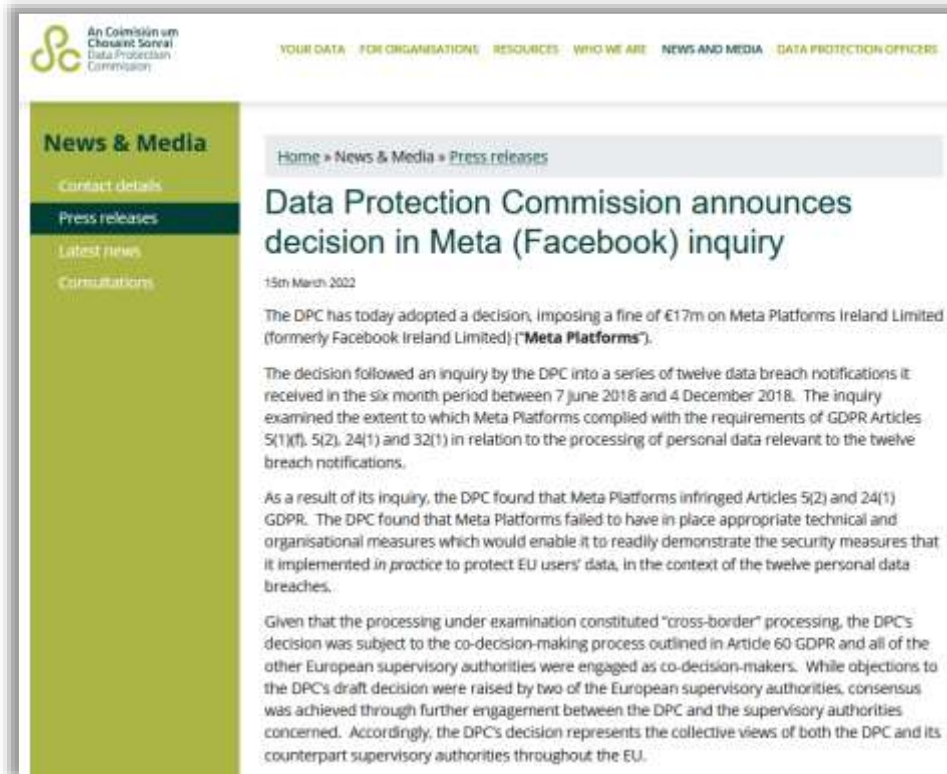 An Coimisiún um
Chosaint Sonraí
Data Protection
Commission
YOUR DATA FOR ORGANISATIONS RESOURCES WHO WE ARE NEWS AND MEDIA DATA PROTECTION OFFICERS
News & Media
Contact details
Press releases
Latest news
Consultations
Home » News & Media » Press releases
Data Protection Commission announces
decision in Meta (Facebook) inquiry
15th March 2022
The DPC has today adopted a decision, imposing a fine of €17m on Meta Platforms Ireland Limited
(formerly Facebook Ireland Limited) (“Meta Platforms”).
The decision followed an inquiry by the DPC into a series of twelve data breach notifications it
received in the six month period between 7 June 2018 and 4 December 2018. The inquiry
examined the extent to which Meta Platforms complied with the requirements of GDPR Articles
5(1)(f), 5(2), 24(1) and 32(1) in relation to the processing of personal data relevant to the twelve
breach notifications.
As a result of its inquiry, the DPC found that Meta Platforms infringed Articles 5(2) and 24(1)
GDPR. The DPC found that Meta Platforms failed to have in place appropriate technical and
organisational measures which would enable it to readily demonstrate the security measures that
it implemented in practice to protect EU users’ data, in the context of the twelve personal data
breaches.
Given that the processing under examination constituted “cross-border” processing, the DPC’s
decision was subject to the co-decision-making process outlined in Article 60 GDPR and all of the
other European supervisory authorities were engaged as co-decision-makers. While objections to
the DPC’s draft decision were raised by two of the European supervisory authorities, consensus
was achieved through further engagement between the DPC and the supervisory authorities
concerned. Accordingly, the DPC’s decision represents the collective views of both the DPC and its
counterpart supervisory authorities throughout the EU.